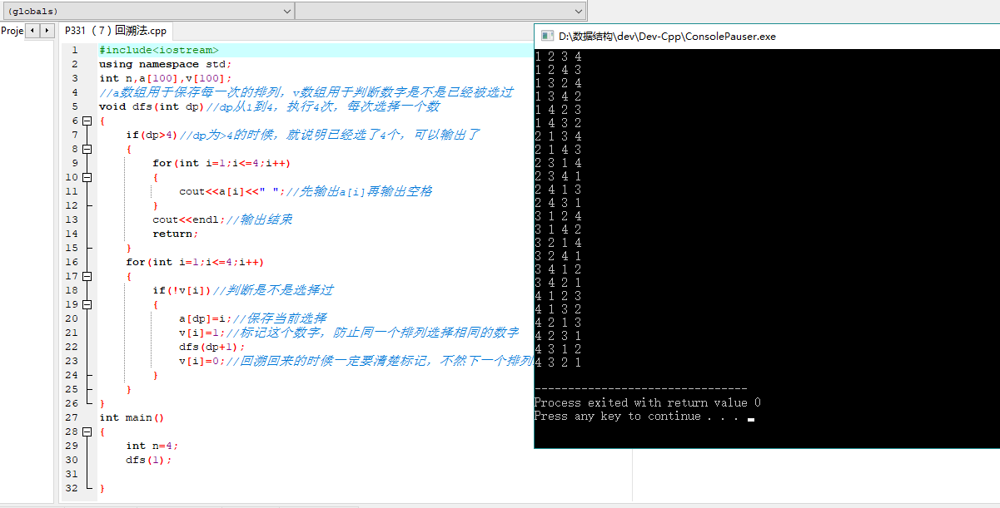 (globals)
Proje
P331 （7）回溯法.cpp
1 #include<iostream>
2 using namespace std;
3 int n,a[100],v[100];
4 //a数组用于保存每一次的排列，v数组用于判断数字是不是已经被选过
5 void dfs(int dp)//dp从1到4，执行4次，每次选择一个数
6 {
7 if(dp>4)//dp为>4的时候，就说明已经选了4个，可以输出了
8 {
9 for(int i=1;i<=4;i++)
10 {
11 cout<<a[i]<<" ";//先输出a[i]再输出空格
12 }
13 cout<<endl;//输出结束
14 return;
15 }
16 for(int i=1;i<=4;i++)
17 {
18 if(!v[i])//判断是不是选择过
19 {
20 a[dp]=i;//保存当前选择
21 v[i]=1;//标记这个数字，防止同一个排列选择相同的数字
22 dfs(dp+1);
23 v[i]=0;//回溯回来的时候一定要清楚标记，不然下一个排列
24 }
25 }
26 }
27 int main()
28 {
29 int n=4;
30 dfs(1);
31
32 }
D:\数据结构\dev\Dev-Cpp\ConsolePauser.exe
1 2 3 4
1 2 4 3
1 3 2 4
1 3 4 2
1 4 2 3
1 4 3 2
2 1 3 4
2 1 4 3
2 3 1 4
2 3 4 1
2 4 1 3
2 4 3 1
3 1 2 4
3 1 4 2
3 2 1 4
3 2 4 1
3 4 1 2
3 4 2 1
4 1 2 3
4 1 3 2
4 2 1 3
4 2 3 1
4 3 1 2
4 3 2 1
--------------------------------
Process exited with return value 0
Press any key to continue . . .